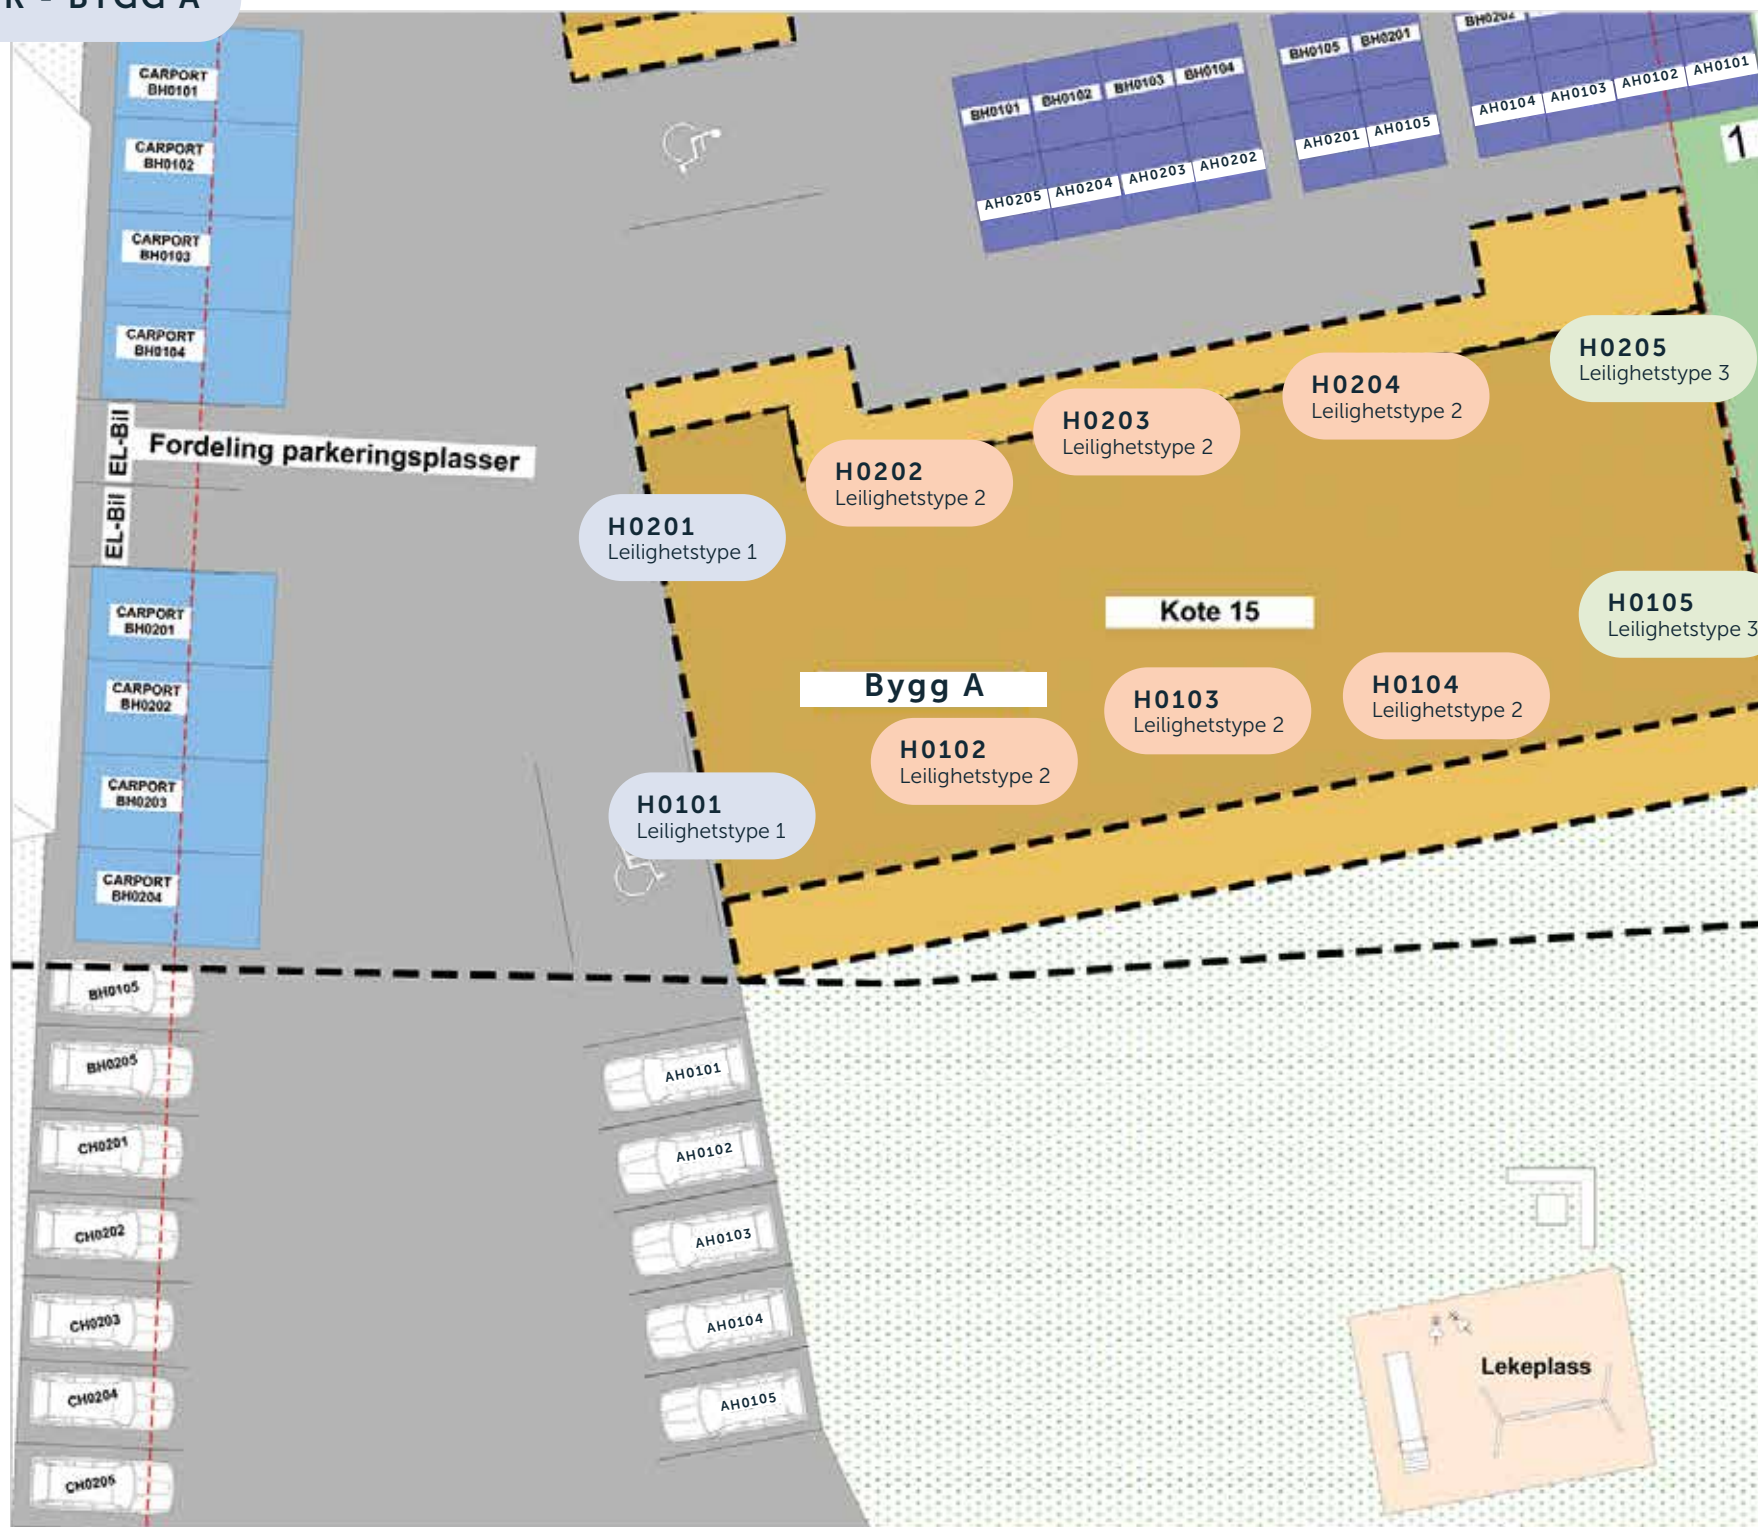 BYGG A
CARPORT
BH0101
CARPORT
BH0102
CARPORT
BH0103
CARPORT
BH0104
EL-Bil
EL-Bil
Fordeling parkeringsplasser
CARPORT
BH0201
CARPORT
BH0202
CARPORT
BH0203
CARPORT
BH0204
BH0101
BH0102
BH0103
BH0104
AH0205
AH0204
AH0203
AH0202
BH0105
BH0201
AH0201
AH0105
BH0202
AH0104
AH0103
AH0102
AH0101
1
H0205
Leilighetstype 3
H0204
Leilighetstype 2
H0203
Leilighetstype 2
H0202
Leilighetstype 2
H0201
Leilighetstype 1
Kote 15
H0105
Leilighetstype 3
Bygg A
H0104
Leilighetstype 2
H0103
Leilighetstype 2
H0102
Leilighetstype 2
H0101
Leilighetstype 1
BH0105
BH0205
CH0201
CH0202
CH0203
CH0204
CH0205
AH0101
AH0102
AH0103
AH0104
AH0105
Lekeplass